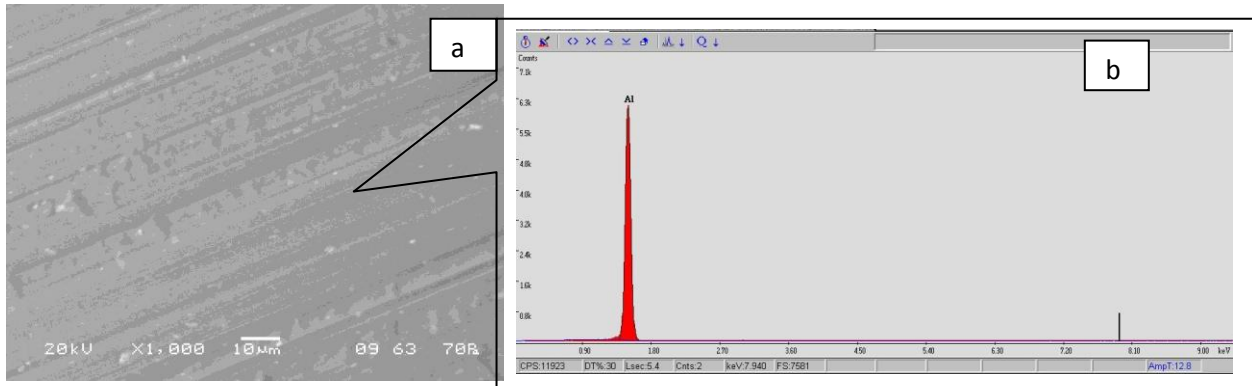 a
20kV X1,000 10µm 09 63 70R
b
Counts
7.1k
6.3k
5.5k
4.8k
4.0k
3.2k
2.4k
1.6k
0.8k
Al
0.90 1.80 2.70 3.60 4.50 5.40 6.30 7.20 8.10 9.00 keV
CPS:11923 DT%:30 Lsec:5.4 Cnts:2 keV:7.940 FS:7581 AmpT:12.8